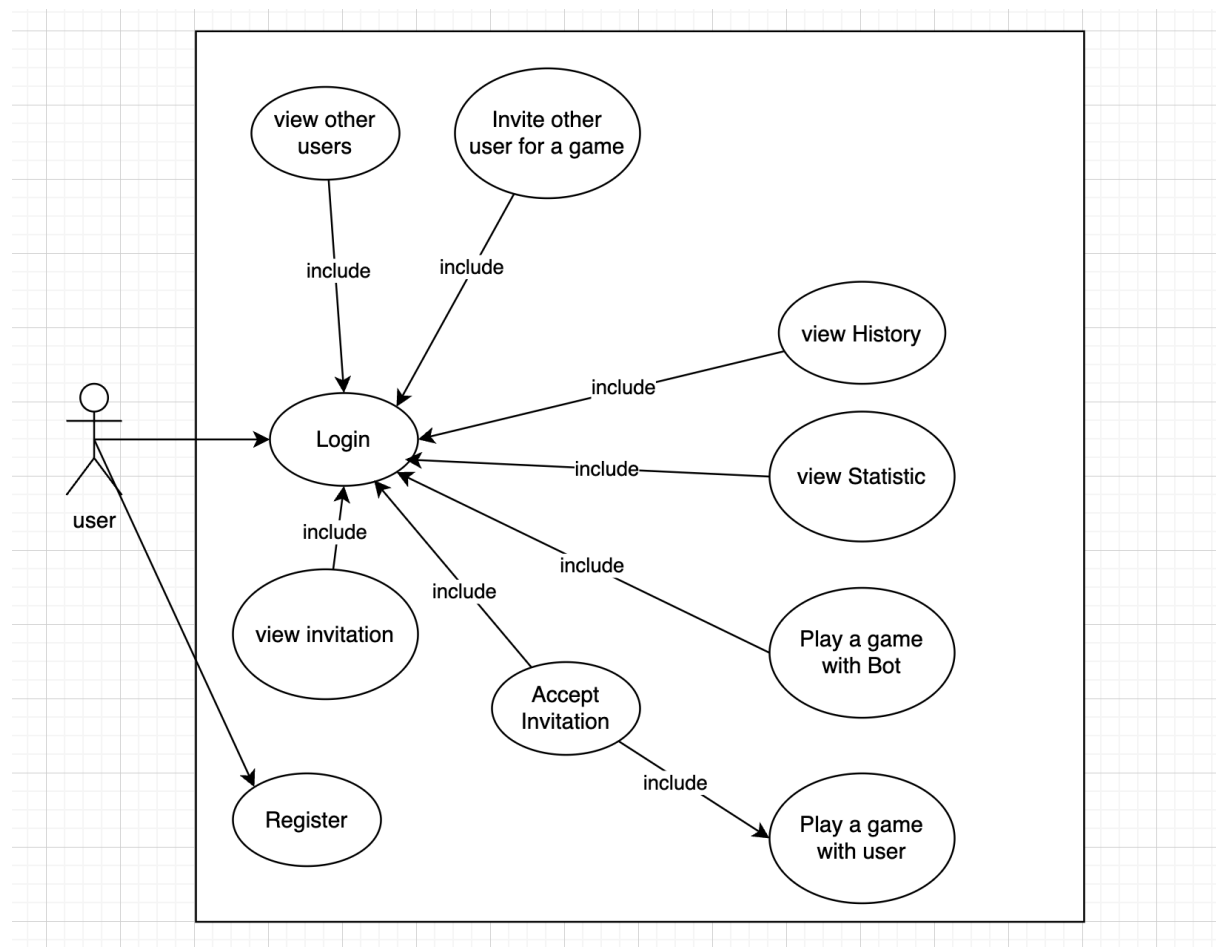 view other
users
Invite other
user for a game
include
include
view History
include
Login
include
view Statistic
user
include
include
include
view invitation
Play a game
with Bot
Accept
Invitation
include
Register
Play a game
with user